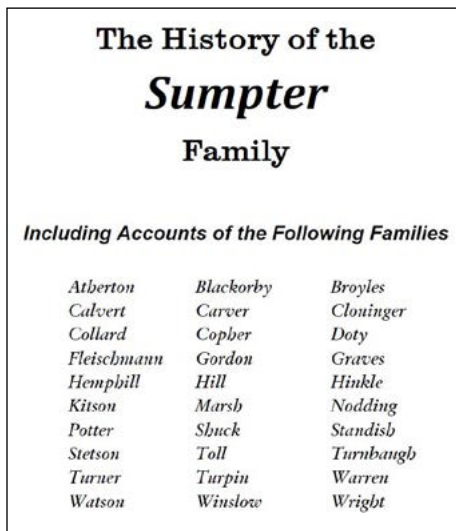 The History of the
Sumpter
Family
Including Accounts of the Following Families
Atherton Blackorby Broyles
Calvert Carver Cloninger
Collard Copher Doty
Fleischmann Gordon Graves
Hemphill Hill Hinkle
Kitson Marsh Nodding
Potter Shuck Standish
Stetson Toll Turnbaugh
Turner Turpin Warren
Watson Winslow Wright